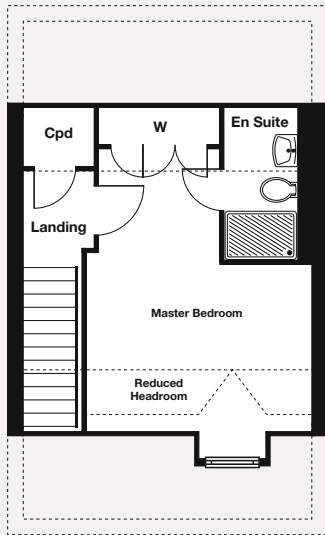 En Suite
Cpd
W
Landing
Master Bedroom
Reduced
Headroom